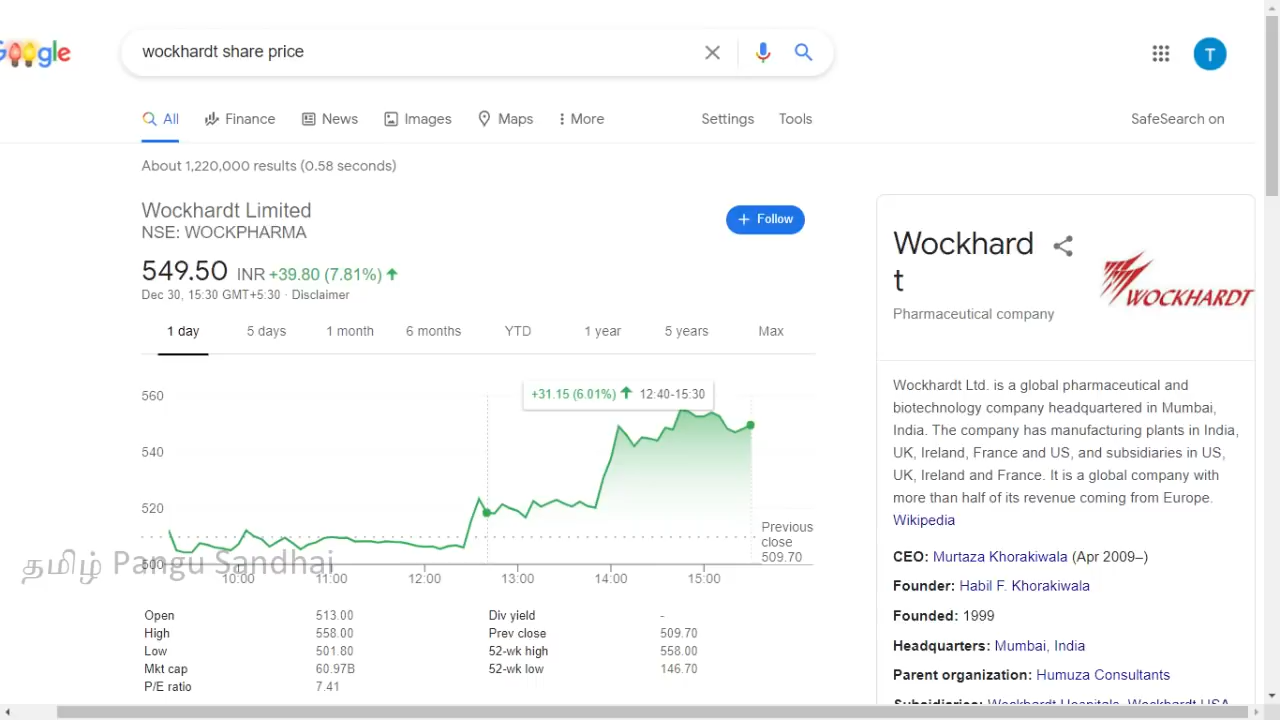 Google
wockhardt share price
T
All Finance News Images Maps More Settings Tools SafeSearch on
About 1,220,000 results (0.58 seconds)
Wockhardt Limited
NSE: WOCKPHARMA
+ Follow
549.50 INR +39.80 (7.81%)
Dec 30, 15:30 GMT+5:30 · Disclaimer
1 day 5 days 1 month 6 months YTD 1 year 5 years Max
+31.15 (6.01%) 12:40-15:30
560
540
520
500
Previous
close
509.70
10:00 11:00 12:00 13:00 14:00 15:00
தமிழ் Pangu Sandhai
Open 513.00 Div yield -
High 558.00 Prev close 509.70
Low 501.80 52-wk high 558.00
Mkt cap 60.97B 52-wk low 146.70
P/E ratio 7.41
Wockhard
t
Pharmaceutical company
WOCKHARDT
Wockhardt Ltd. is a global pharmaceutical and
biotechnology company headquartered in Mumbai,
India. The company has manufacturing plants in India,
UK, Ireland, France and US, and subsidiaries in US,
UK, Ireland and France. It is a global company with
more than half of its revenue coming from Europe.
Wikipedia
CEO: Murtaza Khorakiwala (Apr 2009–)
Founder: Habil F. Khorakiwala
Founded: 1999
Headquarters: Mumbai, India
Parent organization: Humuza Consultants
Subsidiaries: Wockhardt Hospitals, Wockhardt USA